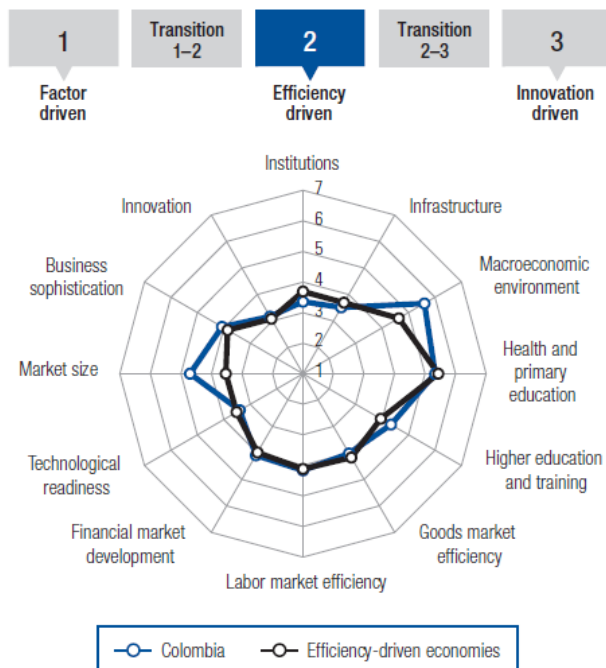 1
Transition
1–2
2
Transition
2–3
3
Factor
driven
Efficiency
driven
Innovation
driven
Institutions
Infrastructure
Macroeconomic
environment
Health and
primary
education
Higher education
and training
Goods market
efficiency
Labor market efficiency
Financial market
development
Technological
readiness
Market size
Business
sophistication
Innovation
7
6
5
4
3
2
1
Colombia
Efficiency-driven economies